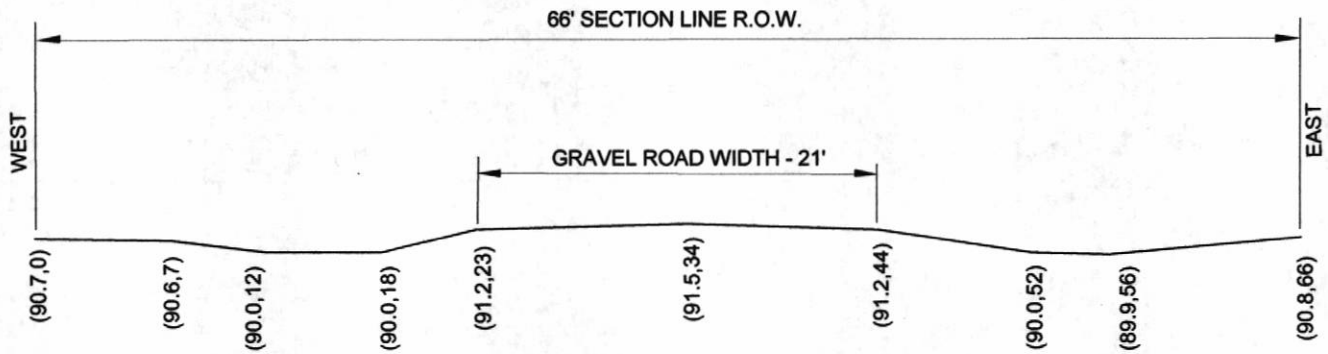 66' SECTION LINE R.O.W.
WEST
EAST
GRAVEL ROAD WIDTH - 21'
(90.7,0)
(90.6,7)
(90.0,12)
(90.0,18)
(91.2,23)
(91.5,34)
(91.2,44)
(90.0,52)
(89.9,56)
(90.8,66)